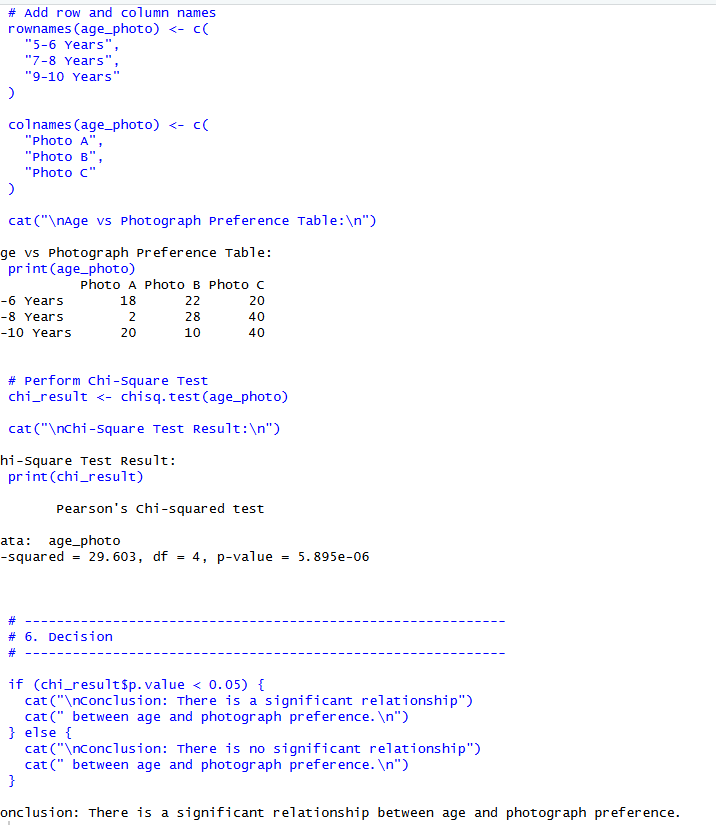 # Add row and column names
rownames(age_photo) <- c(
"5-6 Years",
"7-8 Years",
"9-10 Years"
)
colnames(age_photo) <- c(
"Photo A",
"Photo B",
"Photo C"
)
cat("\nAge vs Photograph Preference Table:\n")
ge vs Photograph Preference Table:
print(age_photo)
Photo A Photo B Photo C
-6 Years 18 22 20
-8 Years 2 28 40
-10 Years 20 10 40
# Perform Chi-Square Test
chi_result <- chisq.test(age_photo)
cat("\nChi-Square Test Result:\n")
hi-Square Test Result:
print(chi_result)
Pearson's Chi-squared test
ata: age_photo
-squared = 29.603, df = 4, p-value = 5.895e-06
# ------------------------------------------------------------
# 6. Decision
# ------------------------------------------------------------
if (chi_result$p.value < 0.05) {
cat("\nConclusion: There is a significant relationship")
cat(" between age and photograph preference.\n")
} else {
cat("\nConclusion: There is no significant relationship")
cat(" between age and photograph preference.\n")
}
onclusion: There is a significant relationship between age and photograph preference.